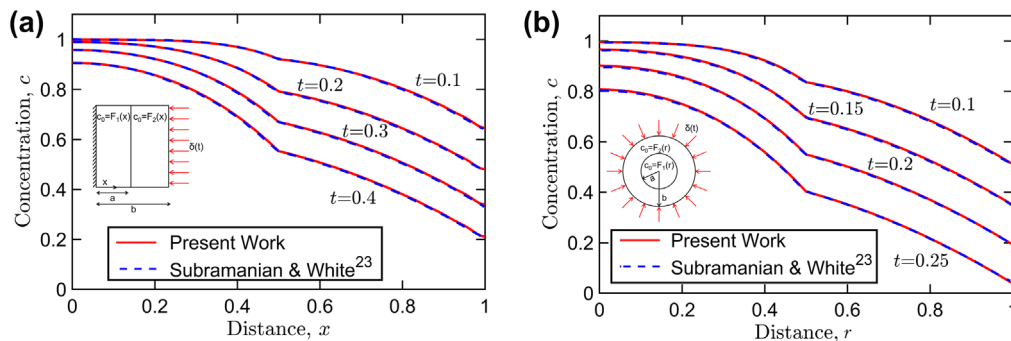 (a)
Concentration, c
1
0.8
0.6
0.4
0.2
0
0 0.2 0.4 0.6 0.8 1
Distance, x
t=0.1
t=0.2
t=0.3
t=0.4
c₀=F₁(x) c₀=F₂(x)
δ(t)
x
a
b
Present Work
Subramanian & White²³
(b)
Concentration, c
1
0.8
0.6
0.4
0.2
0
0 0.2 0.4 0.6 0.8 1
Distance, r
t=0.1
t=0.15
t=0.2
t=0.25
δ(t)
c₀=F₂(r)
c₀=F₁(r)
a
b
Present Work
Subramanian & White²³